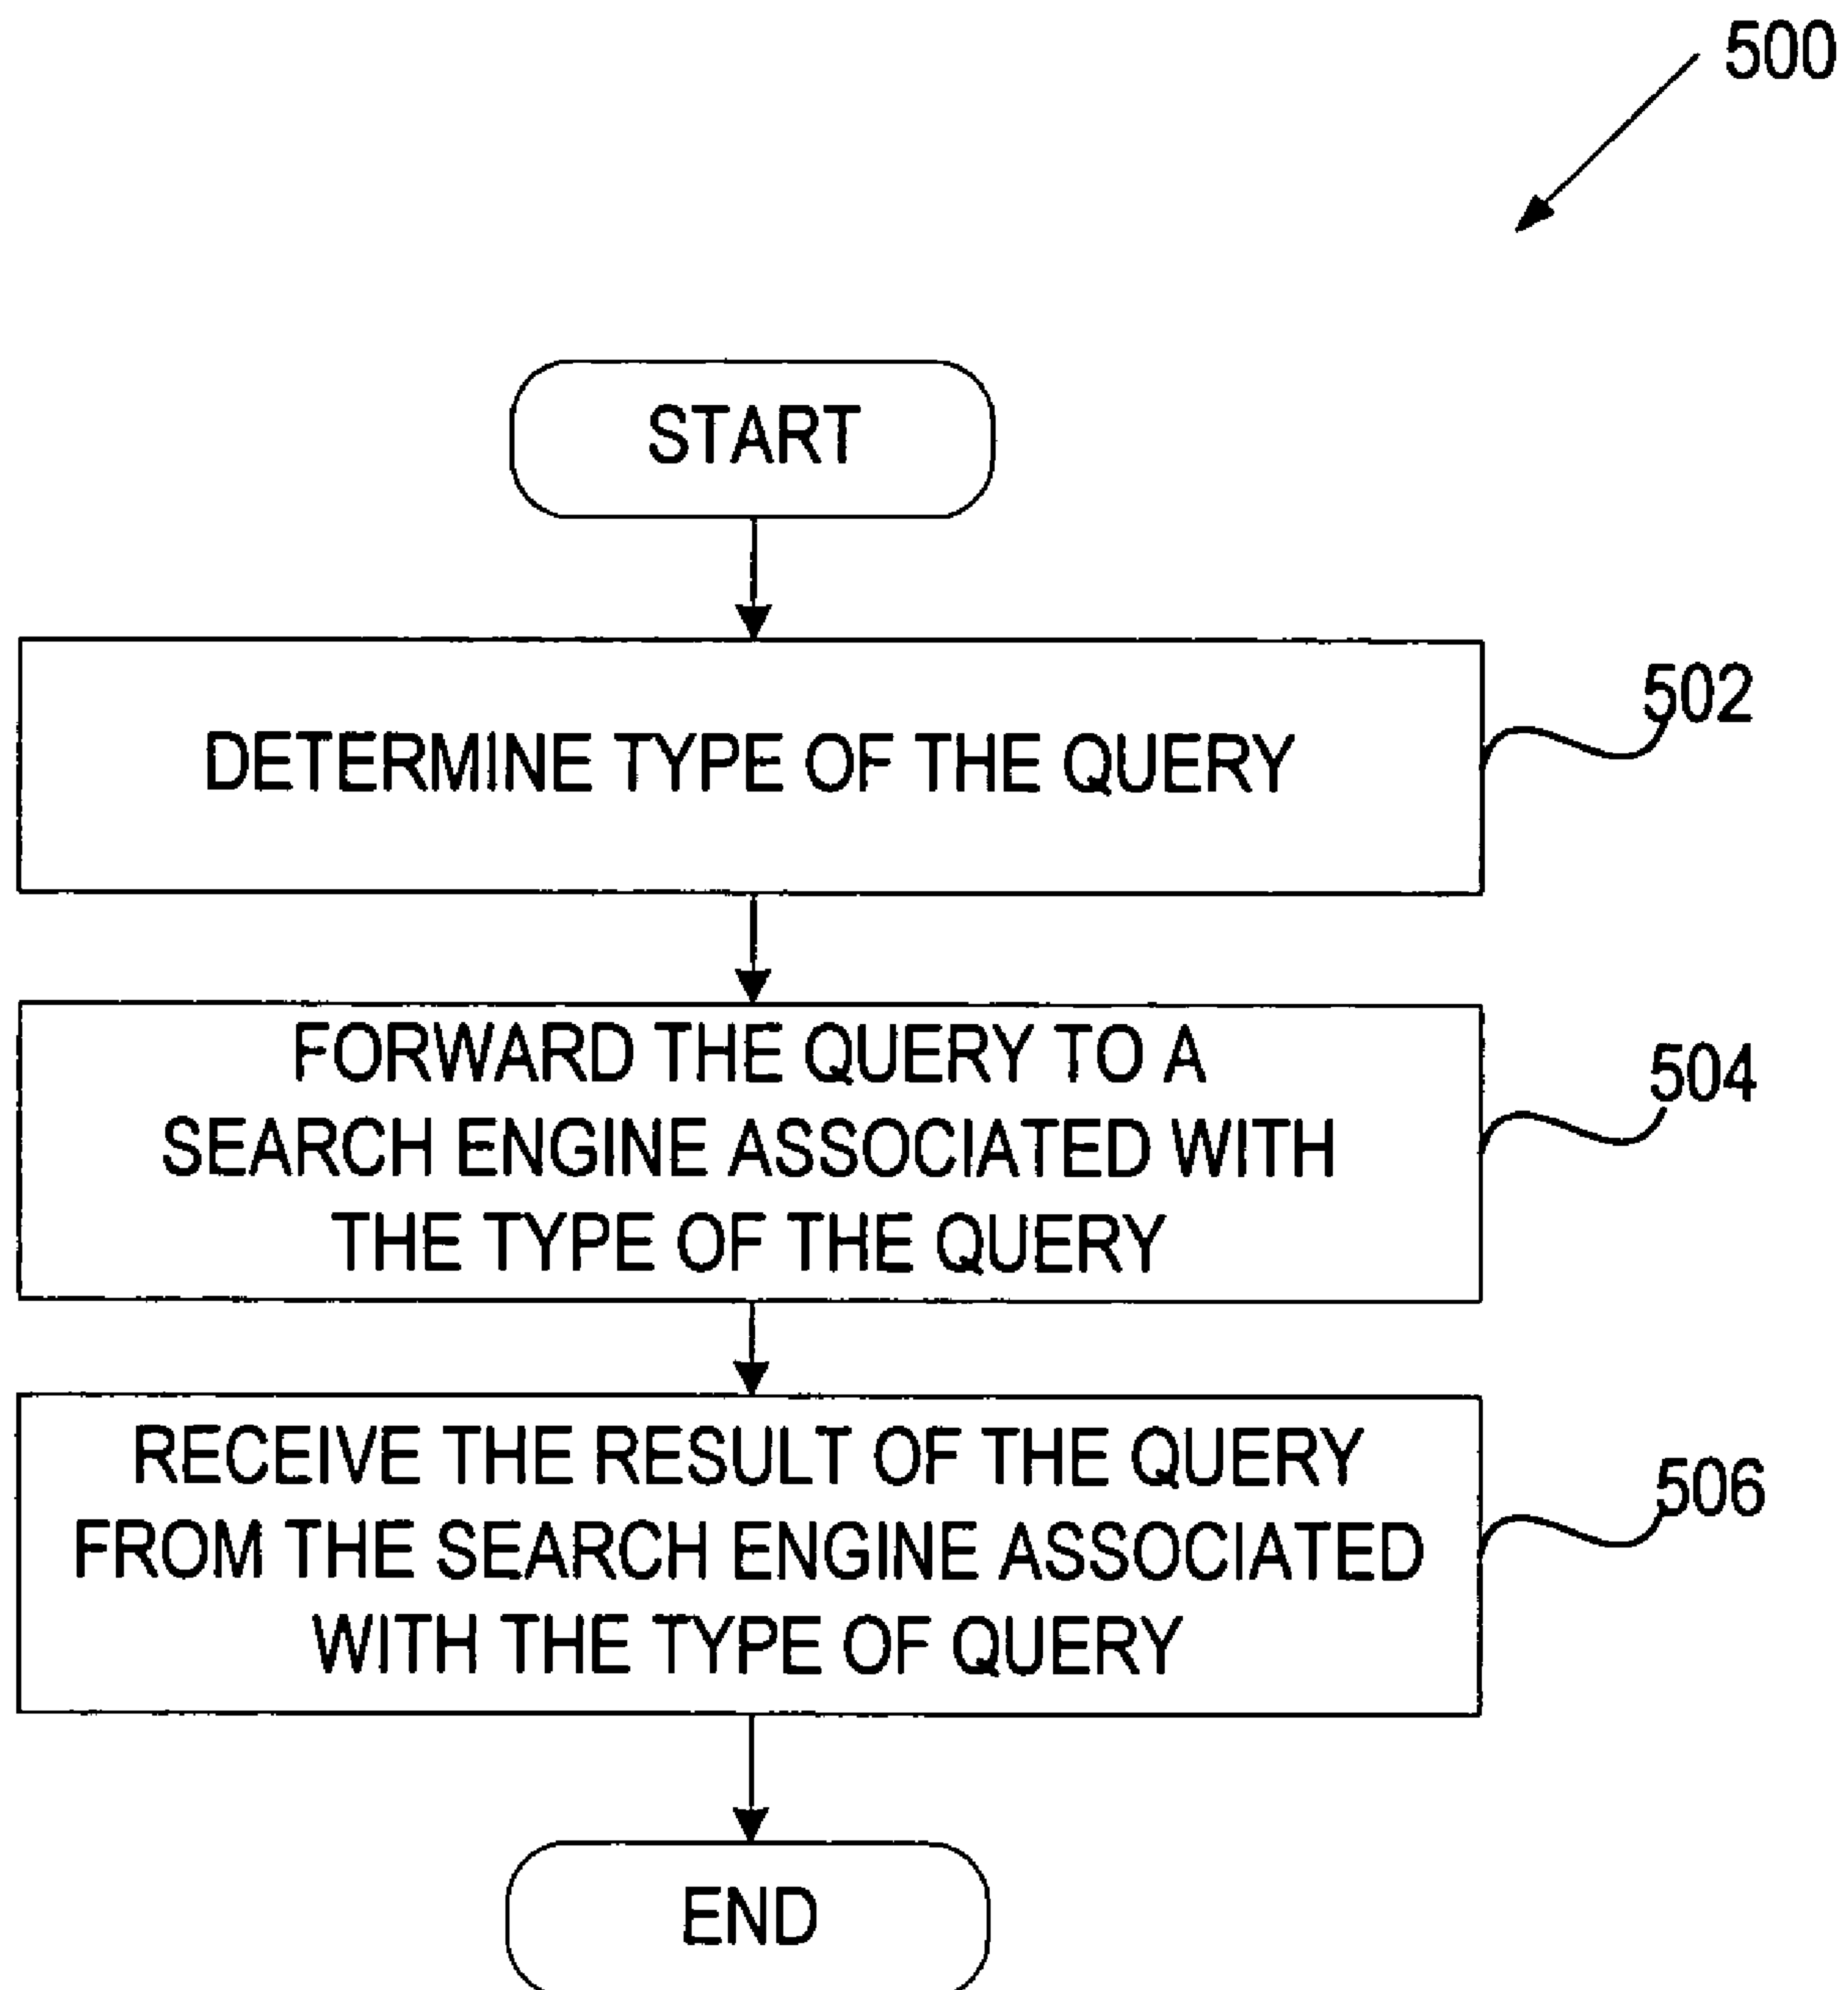 500
START
DETERMINE TYPE OF THE QUERY
502
FORWARD THE QUERY TO A
SEARCH ENGINE ASSOCIATED WITH
THE TYPE OF THE QUERY
504
RECEIVE THE RESULT OF THE QUERY
FROM THE SEARCH ENGINE ASSOCIATED
WITH THE TYPE OF QUERY
506
END